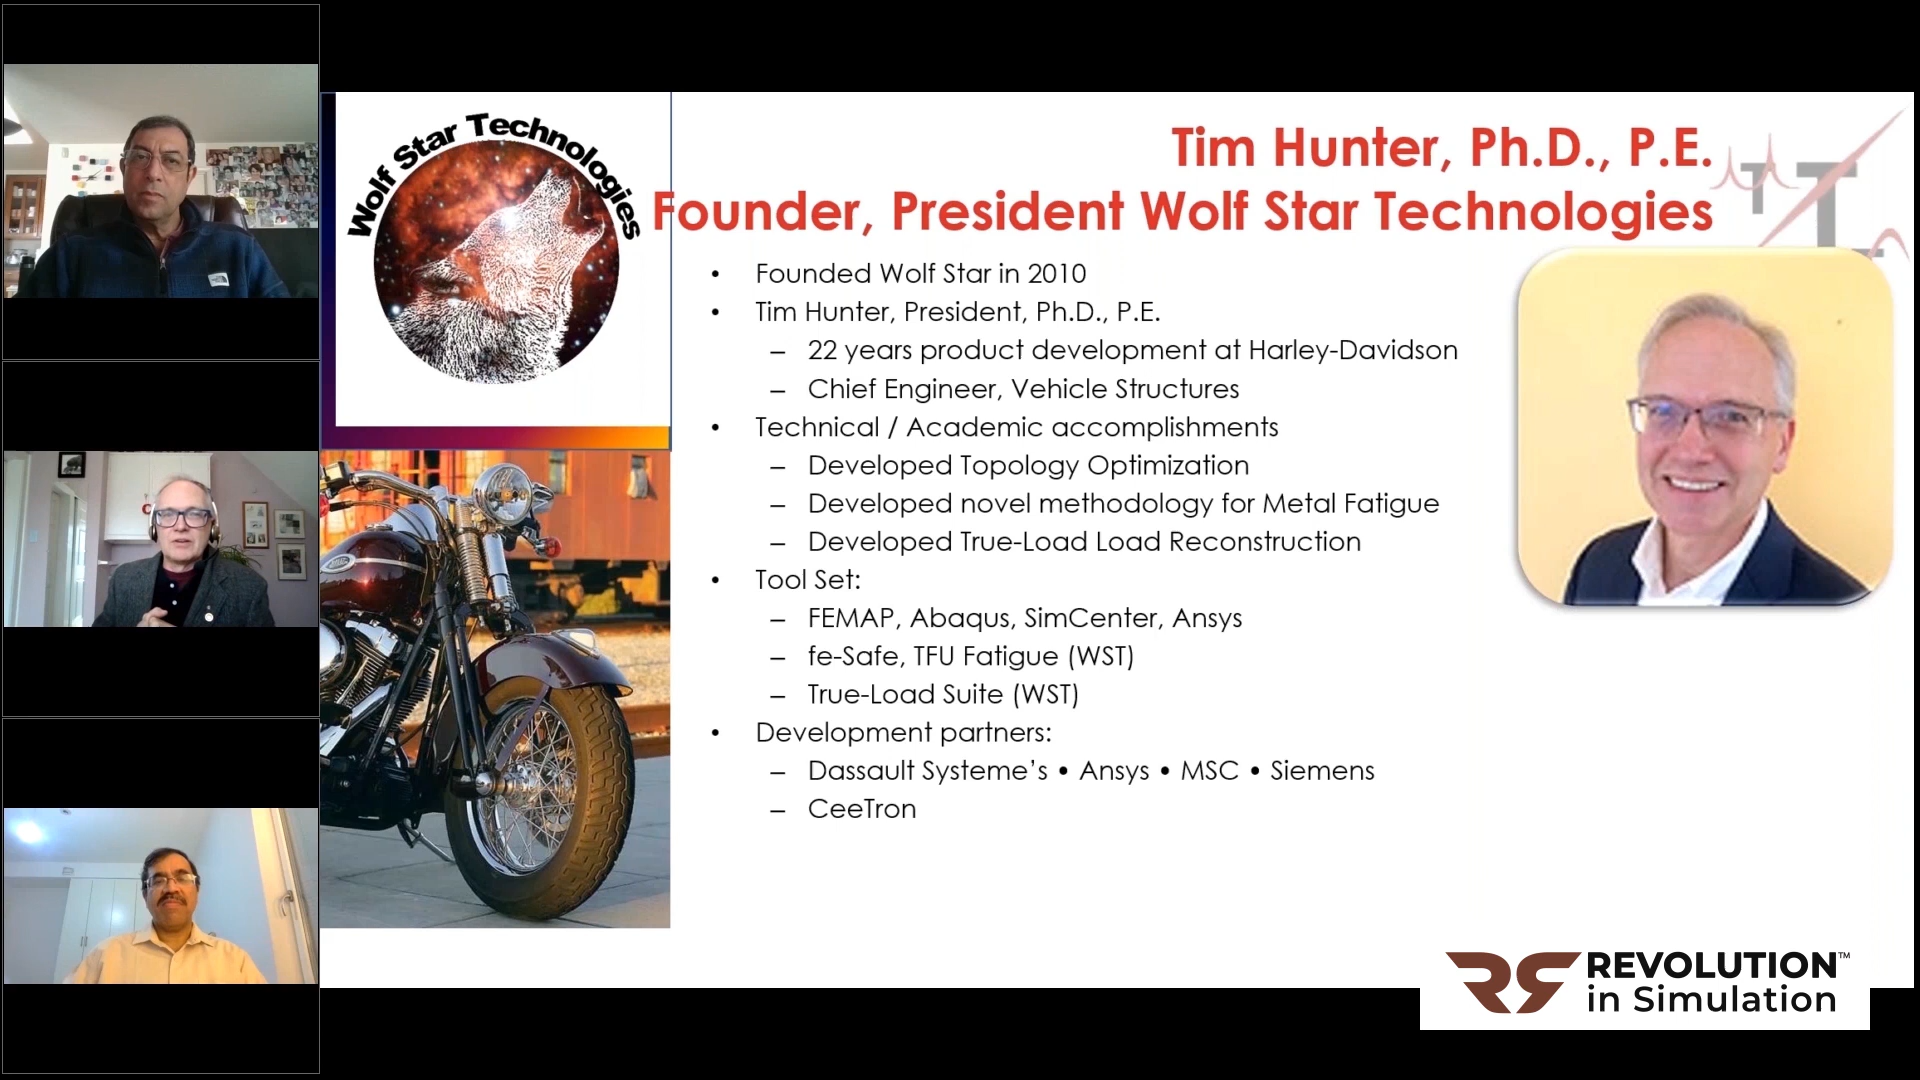 Wolf Star Technologies
Tim Hunter, Ph.D., P.E.
Founder, President Wolf Star Technologies
• Founded Wolf Star in 2010
• Tim Hunter, President, Ph.D., P.E.
– 22 years product development at Harley-Davidson
– Chief Engineer, Vehicle Structures
• Technical / Academic accomplishments
– Developed Topology Optimization
– Developed novel methodology for Metal Fatigue
– Developed True-Load Load Reconstruction
• Tool Set:
– FEMAP, Abaqus, SimCenter, Ansys
– fe-Safe, TFU Fatigue (WST)
– True-Load Suite (WST)
• Development partners:
– Dassault Systeme’s • Ansys • MSC • Siemens
– CeeTron
REVOLUTION™
in Simulation